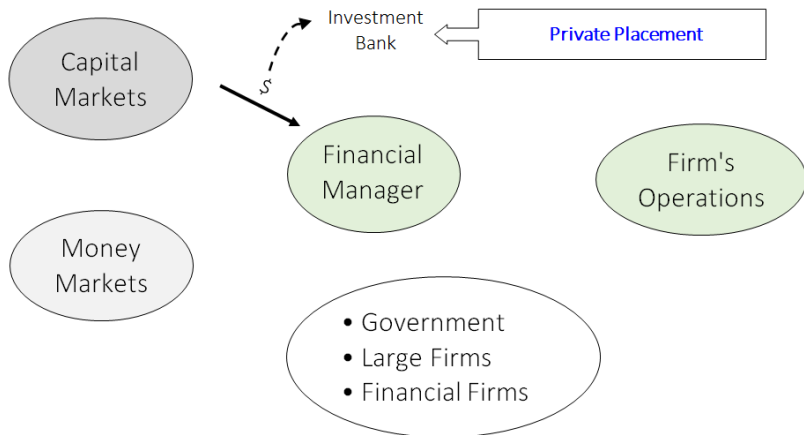 Investment
Bank
Private Placement
Capital
Markets
$
Financial
Manager
Firm's
Operations
Money
Markets
• Government
• Large Firms
• Financial Firms